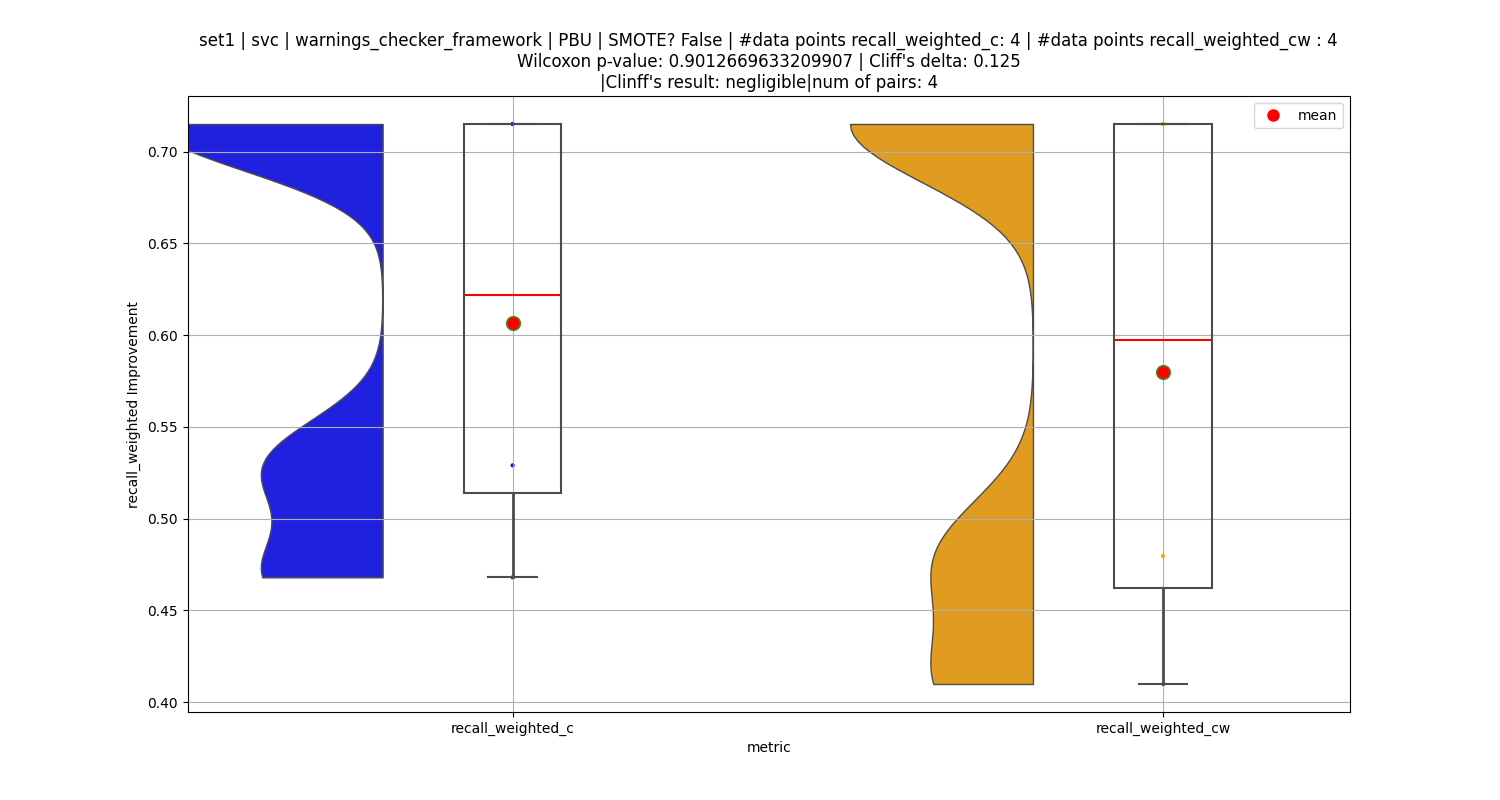 set1 | svc | warnings_checker_framework | PBU | SMOTE? False | #data points recall_weighted_c: 4 | #data points recall_weighted_cw : 4
Wilcoxon p-value: 0.9012669633209907 | Cliff's delta: 0.125
|Clinff's result: negligible|num of pairs: 4
mean
0.70
0.65
0.60
0.55
0.50
0.45
0.40
recall_weighted Improvement
recall_weighted_c
recall_weighted_cw
metric